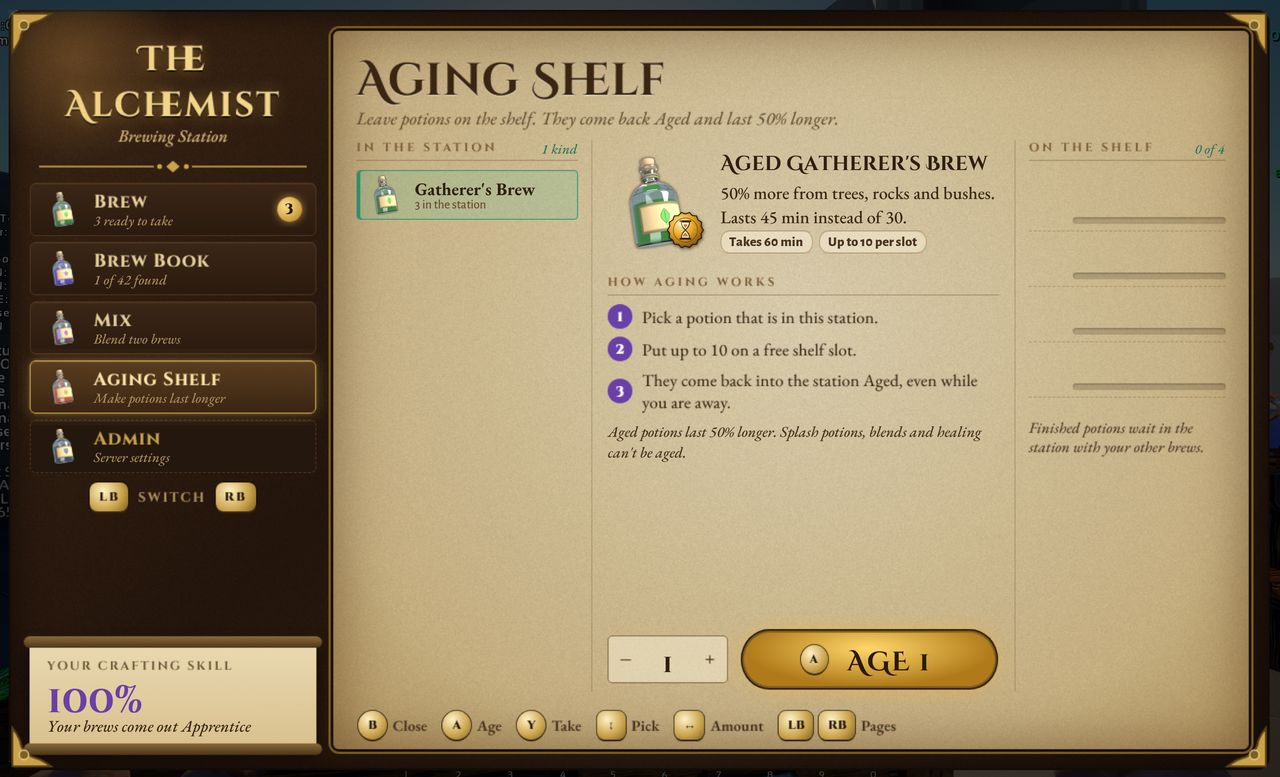 THE
ALCHEMIST
Brewing Station
BREW
3 ready to take
3
BREW BOOK
1 of 42 found
MIX
Blend two brews
AGING SHELF
Make potions last longer
ADMIN
Server settings
LB SWITCH RB
YOUR CRAFTING SKILL
100%
Your brews come out Apprentice
AGING SHELF
Leave potions on the shelf. They come back Aged and last 50% longer.
IN THE STATION 1 kind
Gatherer's Brew
3 in the station
AGED GATHERER'S BREW
50% more from trees, rocks and bushes.
Lasts 45 min instead of 30.
Takes 60 min Up to 10 per slot
HOW AGING WORKS
1 Pick a potion that is in this station.
2 Put up to 10 on a free shelf slot.
3 They come back into the station Aged, even while
you are away.
Aged potions last 50% longer. Splash potions, blends and healing
can't be aged.
− 1 +
A AGE 1
ON THE SHELF 0 of 4
Finished potions wait in the
station with your other brews.
B Close A Age Y Take ↕ Pick ↔ Amount LB RB Pages